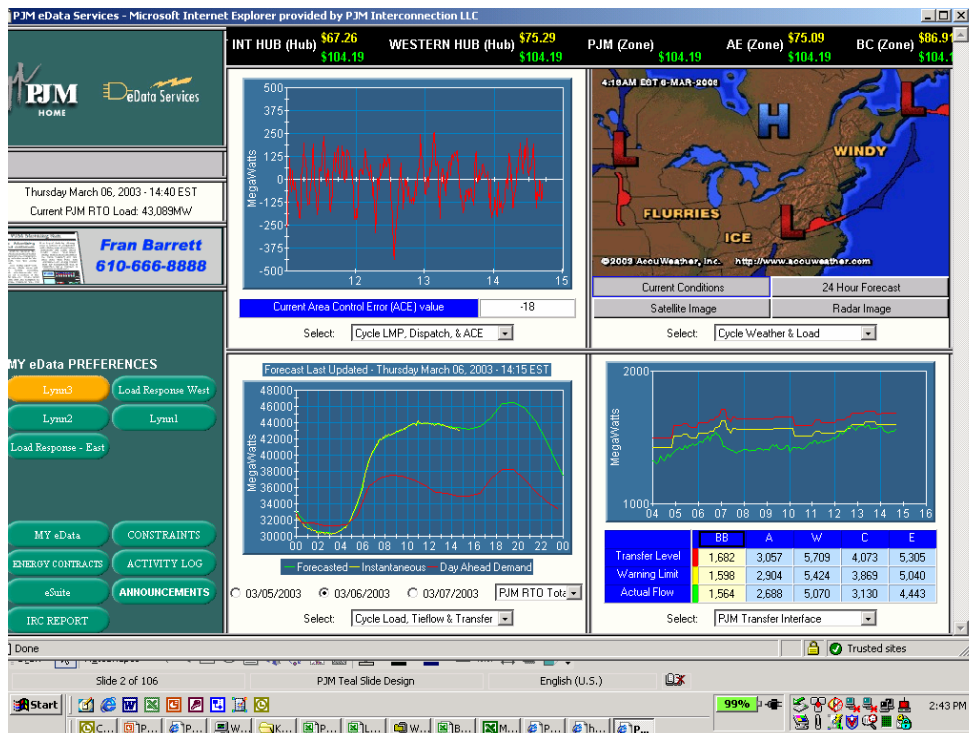 PJM eData Services - Microsoft Internet Explorer provided by PJM Interconnection LLC
INT HUB (Hub) $67.26 $104.19 WESTERN HUB (Hub) $75.29 $104.19 PJM (Zone) $104.19 AE (Zone) $75.09 $104.19 BC (Zone) $86.91 $104.1
PJM
HOME
eData Services
Thursday March 06, 2003 - 14:40 EST
Current PJM RTO Load: 43,089MW
Fran Barrett
610-666-8888
MY eData PREFERENCES
Lynn3 Load Response West
Lynn2 Lynn1
Load Response - East
MY eData CONSTRAINTS
ENERGY CONTRACTS ACTIVITY LOG
eSuite ANNOUNCEMENTS
IRC REPORT
MegaWatts
500
375
250
125
0
-125
-250
-375
-500
12 13 14 15
Current Area Control Error (ACE) value -18
Select: Cycle LMP, Dispatch, & ACE
H
L
L
L
WINDY
FLURRIES
ICE
©2003 AccuWeather, Inc. http://www.accuweather.com
Current Conditions 24 Hour Forecast
Satellite Image Radar Image
Select: Cycle Weather & Load
Forecast Last Updated - Thursday March 06, 2003 - 14:15 EST
MegaWatts
48000
46000
44000
42000
40000
38000
36000
34000
32000
30000
00 02 04 06 08 10 12 14 16 18 20 22 00
Forecasted Instantaneous Day Ahead Demand
03/05/2003 03/06/2003 03/07/2003 PJM RTO Tota
Select: Cycle Load, Tieflow & Transfer
MegaWatts
2000
1000
04 05 06 07 08 09 10 11 12 13 14 15 16
BB A W C E
Transfer Level 1,682 3,057 5,709 4,073 5,305
Warning Limit 1,598 2,904 5,424 3,869 5,040
Actual Flow 1,564 2,688 5,070 3,130 4,443
Select: PJM Transfer Interface
Done Trusted sites
Slide 2 of 106 PJM Teal Slide Design English (U.S.)
Start 99% 2:43 PM
C... P... P... W... K... P... L... W... B... M... P... h... P...